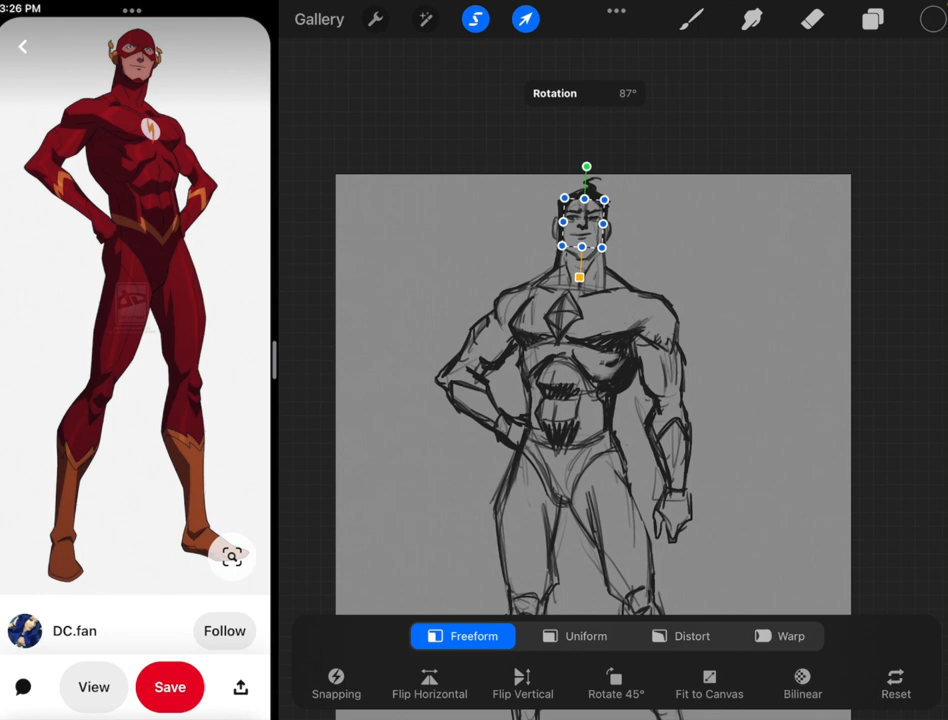 3:26 PM
Gallery
Rotation 87°
DC.fan
Follow
View
Save
Freeform
Uniform
Distort
Warp
Snapping
Flip Horizontal
Flip Vertical
Rotate 45°
Fit to Canvas
Bilinear
Reset